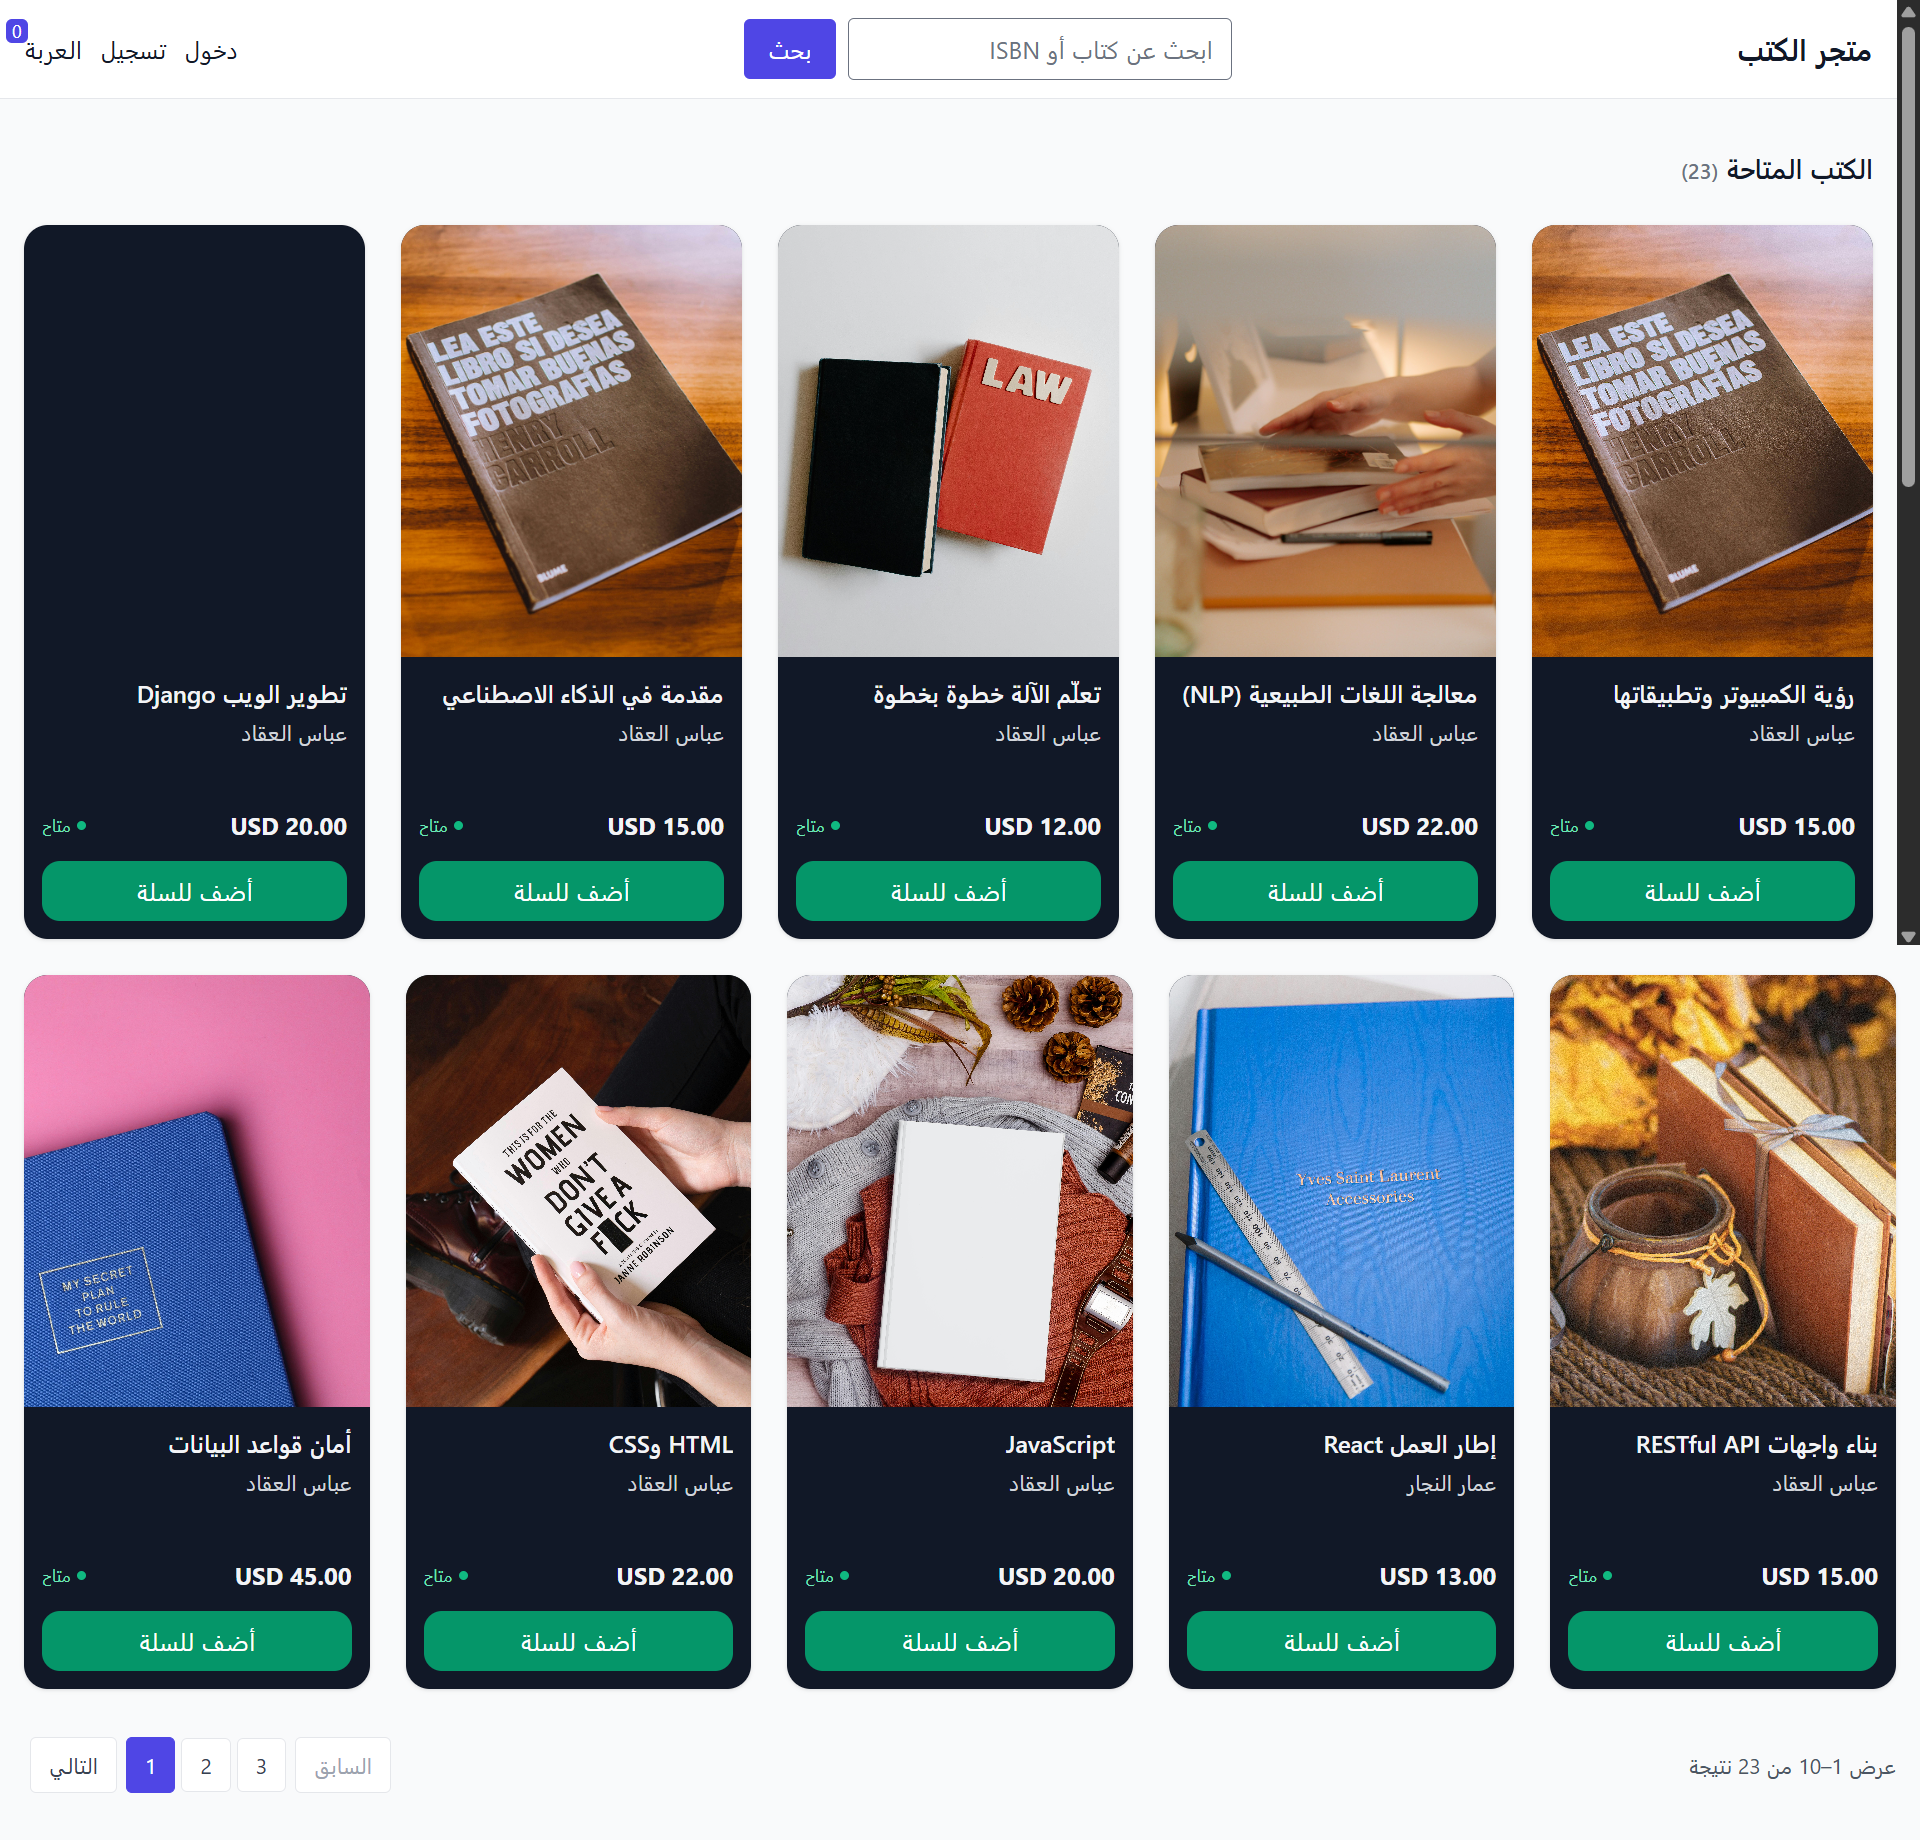 متجر الكتب
ابحث عن كتاب أو ISBN
بحث
دخول
تسجيل
العربة
0
الكتب المتاحة (23)
LEA ESTE
LIBRO SI DESEA
TOMAR BUENAS
FOTOGRAFÍAS
HENRY
CARROLL
BLUME
رؤية الكمبيوتر وتطبيقاتها
عباس العقاد
USD 15.00
متاح
أضف للسلة
معالجة اللغات الطبيعية (NLP)
عباس العقاد
USD 22.00
متاح
أضف للسلة
LAW
تعلّم الآلة خطوة بخطوة
عباس العقاد
USD 12.00
متاح
أضف للسلة
LEA ESTE
LIBRO SI DESEA
TOMAR BUENAS
FOTOGRAFÍAS
HENRY
CARROLL
BLUME
مقدمة في الذكاء الاصطناعي
عباس العقاد
USD 15.00
متاح
أضف للسلة
تطوير الويب Django
عباس العقاد
USD 20.00
متاح
أضف للسلة
Yves Saint Laurent
Accessories
بناء واجهات RESTful API
عباس العقاد
USD 15.00
متاح
أضف للسلة
إطار العمل React
عمار النجار
USD 13.00
متاح
أضف للسلة
JavaScript
عباس العقاد
USD 20.00
متاح
أضف للسلة
THIS IS FOR THE
WOMEN
WHO
DON'T
GIVE A
F█CK
JANNE ROBINSON
HTML وCSS
عباس العقاد
USD 22.00
متاح
أضف للسلة
MY SECRET
PLAN
TO RULE
THE WORLD
أمان قواعد البيانات
عباس العقاد
USD 45.00
متاح
أضف للسلة
عرض 1–10 من 23 نتيجة
السابق
3
2
1
التالي